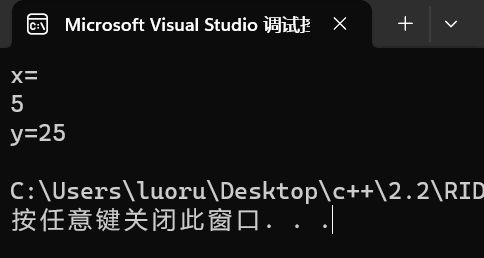 Microsoft Visual Studio 调试
x=
5
y=25
C:\Users\luoru\Desktop\c++\2.2\RID
按任意键关闭此窗口. . .